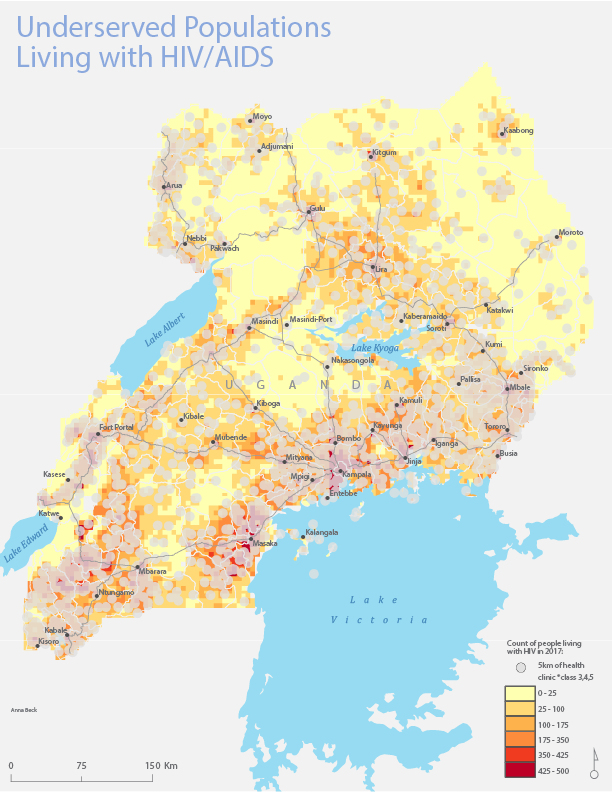 Underserved Populations
Living with HIV/AIDS
Moyo
Kaabong
Adjumani
Kitgum
Arua
Gulu
Moroto
Nebbi
Pakwach
Lira
Katakwi
Lake Albert
Masindi
Masindi-Port
Kaberamaido
Soroti
Lake Kyoga
Kumi
Nakasongola
Sironko
UGANDA
Pallisa
Mbale
Kiboga
Kamuli
Kibale
Fort Portal
Kayunga
Tororo
Mubende
Bombo
Iganga
Busia
Mityana
Jinja
Kasese
Mpigi
Kampala
Entebbe
Katwe
Lake Edward
Kalangala
Masaka
Mbarara
Ntungamo
Lake
Victoria
Kabale
Kisoro
Count of people living
with HIV in 2017:
5km of health
clinic *class 3,4,5
0 - 25
25 - 100
100 - 175
175 - 350
350 - 425
425 - 500
Anna Beck
0 75 150 Km